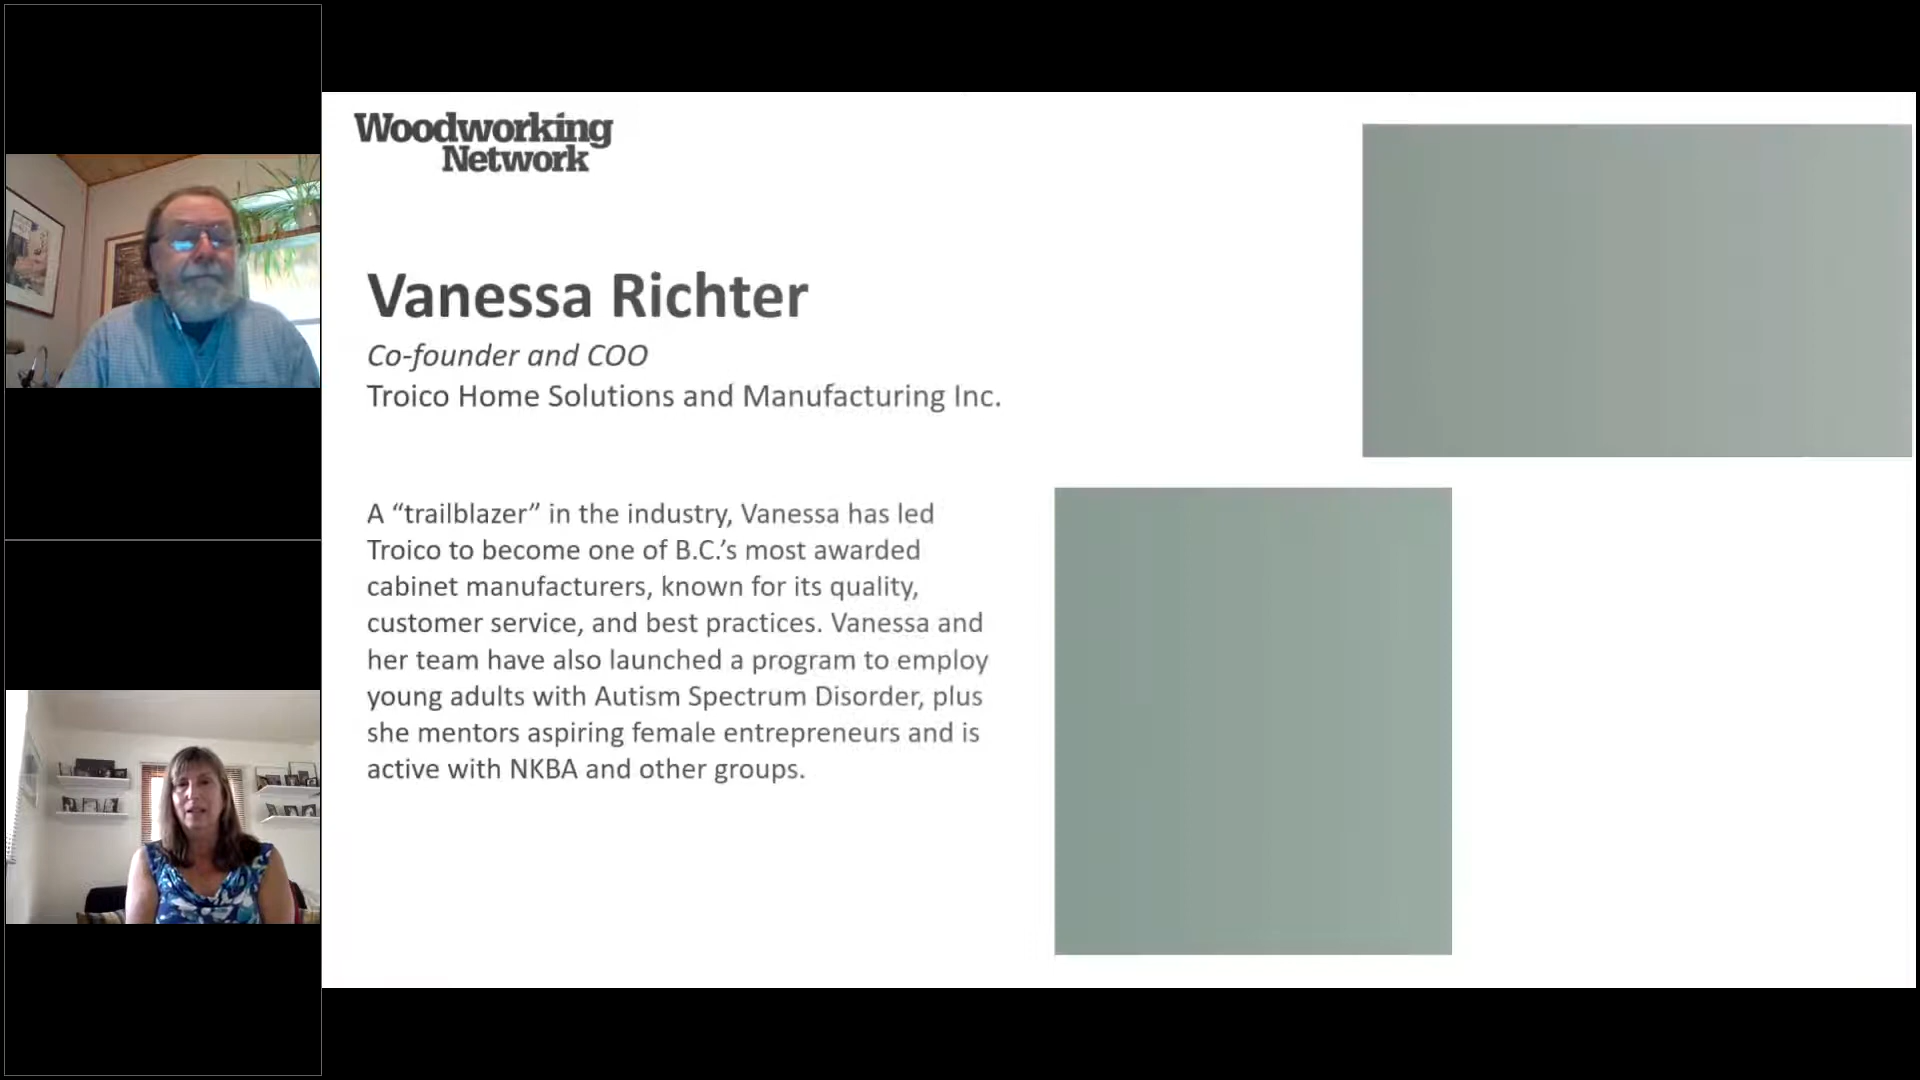 Woodworking
Network
Vanessa Richter
Co-founder and COO
Troico Home Solutions and Manufacturing Inc.
A “trailblazer” in the industry, Vanessa has led
Troico to become one of B.C.’s most awarded
cabinet manufacturers, known for its quality,
customer service, and best practices. Vanessa and
her team have also launched a program to employ
young adults with Autism Spectrum Disorder, plus
she mentors aspiring female entrepreneurs and is
active with NKBA and other groups.